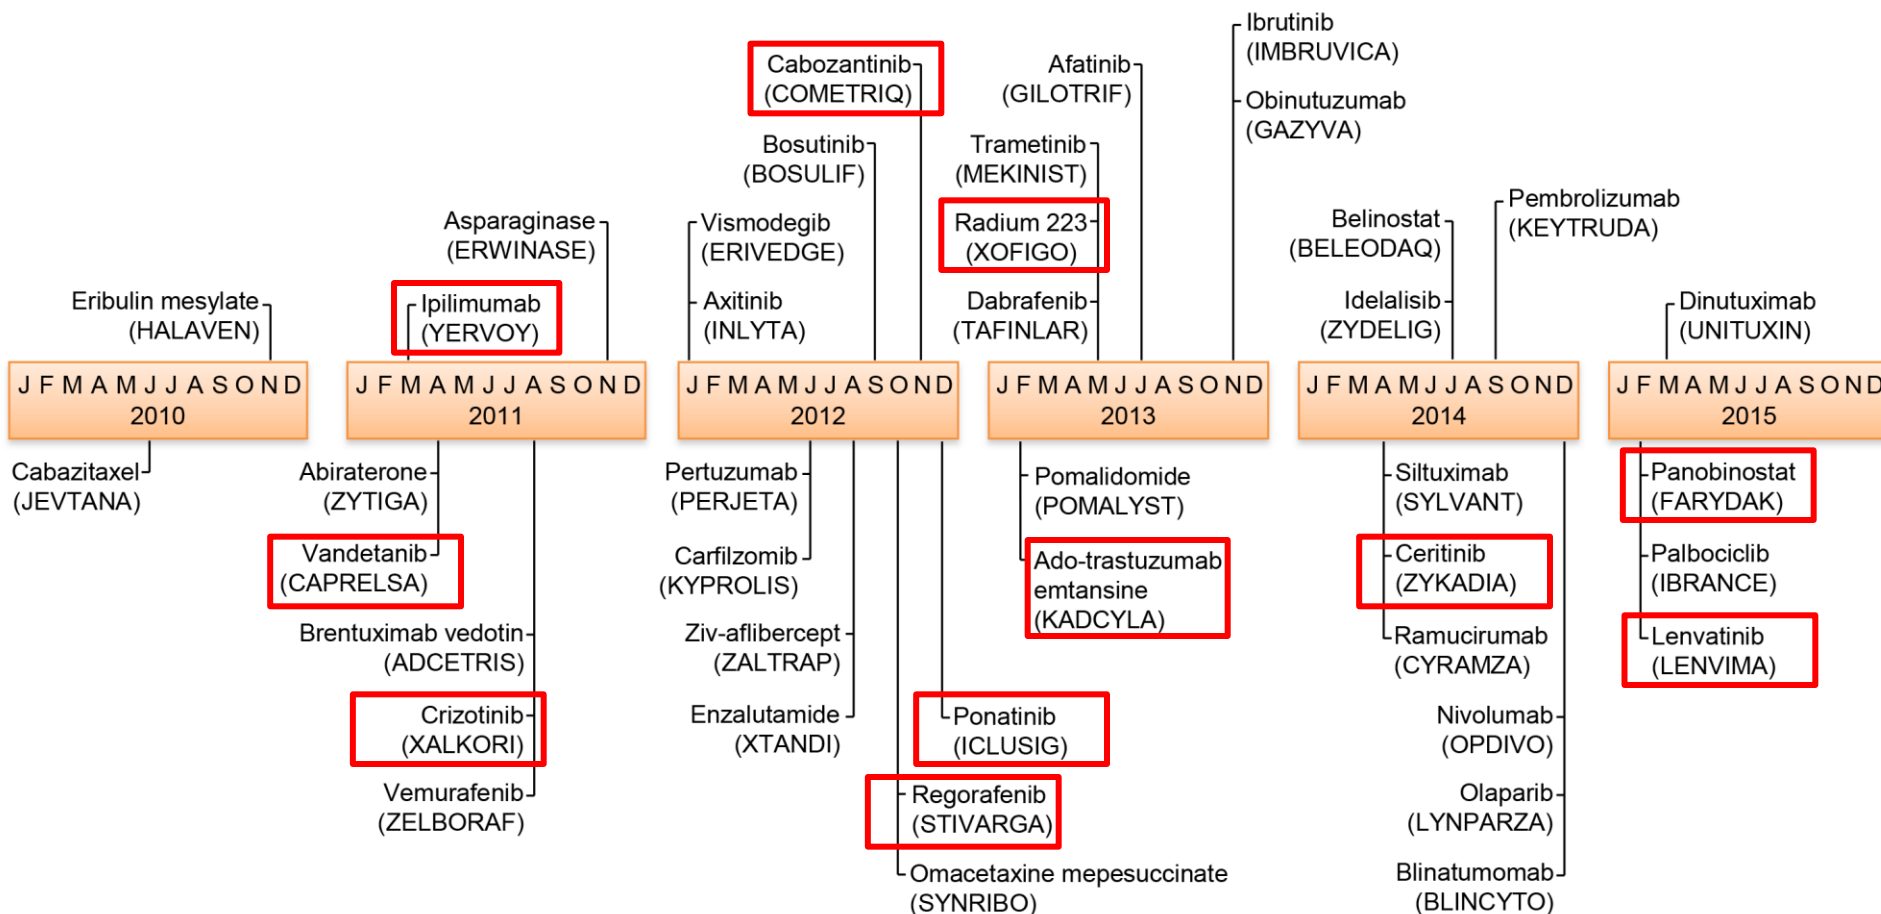 Eribulin mesylate
(HALAVEN)
J F M A M J J A S O N D
2010
Cabazitaxel
(JEVTANA)
Asparaginase
(ERWINASE)
Ipilimumab
(YERVOY)
J F M A M J J A S O N D
2011
Abiraterone
(ZYTIGA)
Vandetanib
(CAPRELSA)
Brentuximab vedotin
(ADCETRIS)
Crizotinib
(XALKORI)
Vemurafenib
(ZELBORAF)
Cabozantinib
(COMETRIQ)
Bosutinib
(BOSULIF)
Vismodegib
(ERIVEDGE)
Axitinib
(INLYTA)
J F M A M J J A S O N D
2012
Pertuzumab
(PERJETA)
Carfilzomib
(KYPROLIS)
Ziv-aflibercept
(ZALTRAP)
Enzalutamide
(XTANDI)
Ponatinib
(ICLUSIG)
Regorafenib
(STIVARGA)
Omacetaxine mepesuccinate
(SYNRIBO)
Afatinib
(GILOTRIF)
Trametinib
(MEKINIST)
Radium 223
(XOFIGO)
Dabrafenib
(TAFINLAR)
Ibrutinib
(IMBRUVICA)
Obinutuzumab
(GAZYVA)
J F M A M J J A S O N D
2013
Pomalidomide
(POMALYST)
Ado-trastuzumab
emtansine
(KADCYLA)
Belinostat
(BELEODAQ)
Idelalisib
(ZYDELIG)
Pembrolizumab
(KEYTRUDA)
J F M A M J J A S O N D
2014
Siltuximab
(SYLVANT)
Ceritinib
(ZYKADIA)
Ramucirumab
(CYRAMZA)
Nivolumab
(OPDIVO)
Olaparib
(LYNPARZA)
Blinatumomab
(BLINCYTO)
Dinutuximab
(UNITUXIN)
J F M A M J J A S O N D
2015
Panobinostat
(FARYDAK)
Palbociclib
(IBRANCE)
Lenvatinib
(LENVIMA)